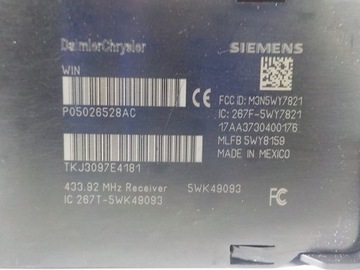 DaimlerChrysler
SIEMENS
WIN
P05026528AC
FCC ID: M3N5WY7821
IC: 267F-5WY7821
17AA3730400176
MLFB 5WY8159
MADE IN MEXICO
TKJ3097E4181
433.92 MHz Receiver 5WK49093
IC 267T-5WK49093